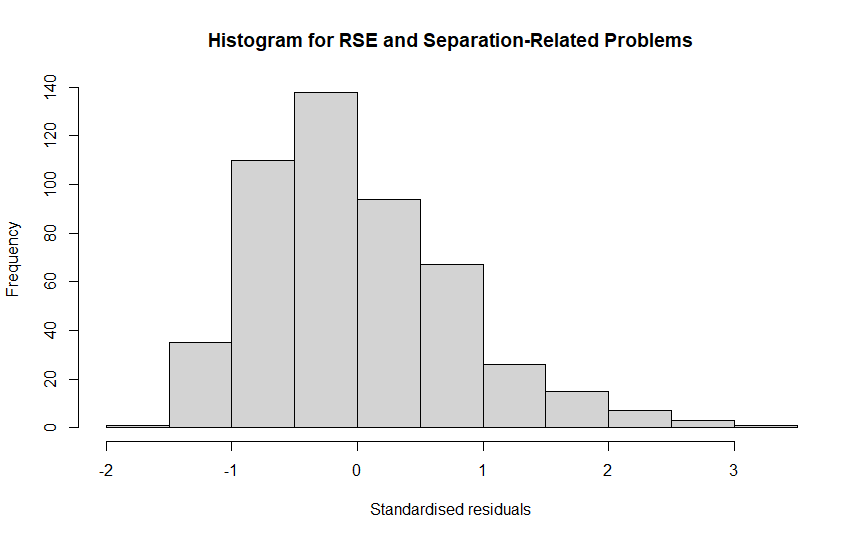 Histogram for RSE and Separation-Related Problems
Frequency
140
120
100
80
60
40
20
0
-2 -1 0 1 2 3
Standardised residuals